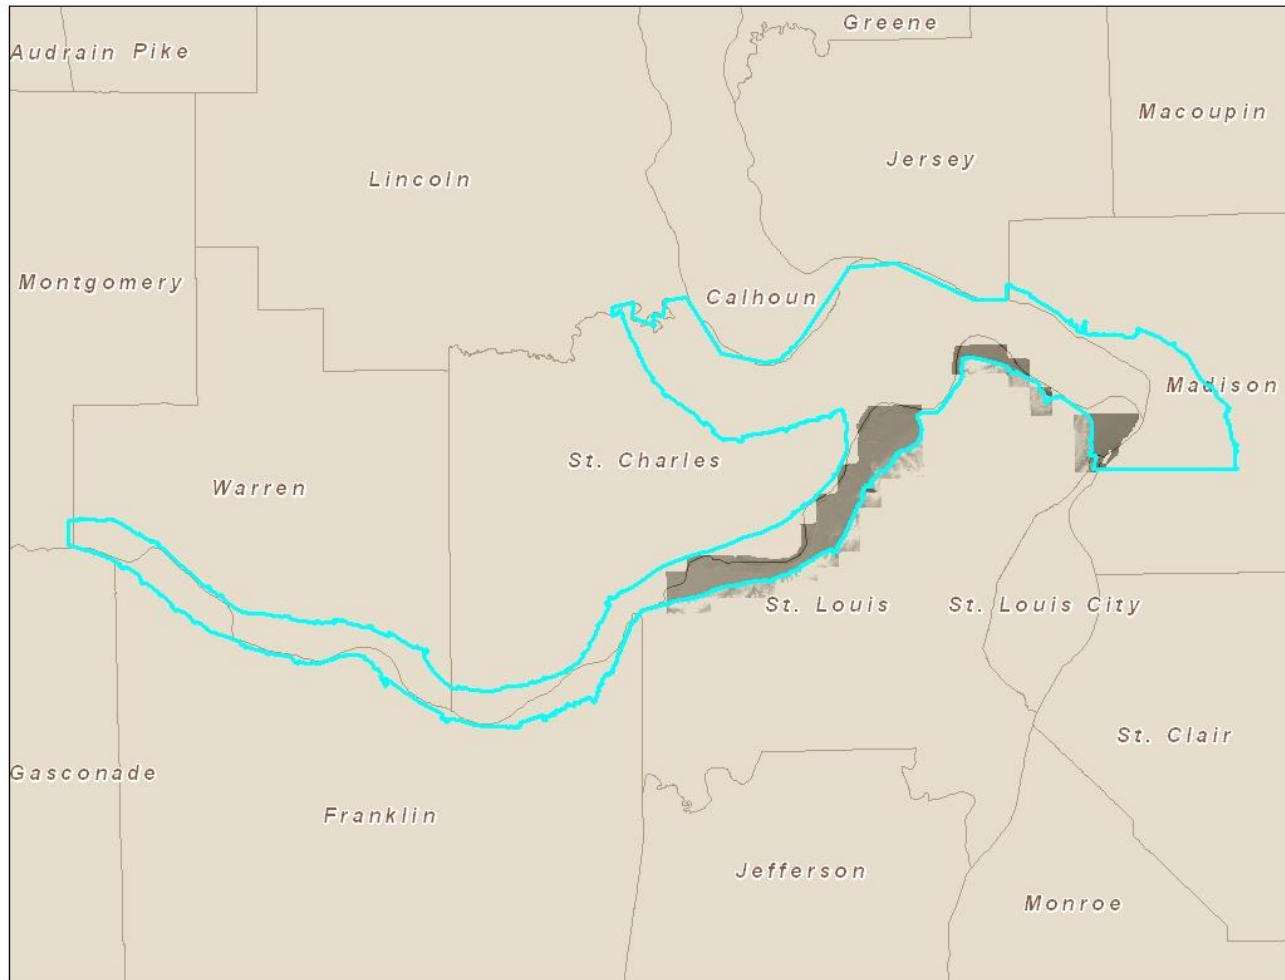 Greene
Audrain Pike
Macoupin
Jersey
Lincoln
Montgomery
Calhoun
Madison
St. Charles
Warren
St. Louis
St. Louis City
St. Clair
Gasconade
Franklin
Jefferson
Monroe